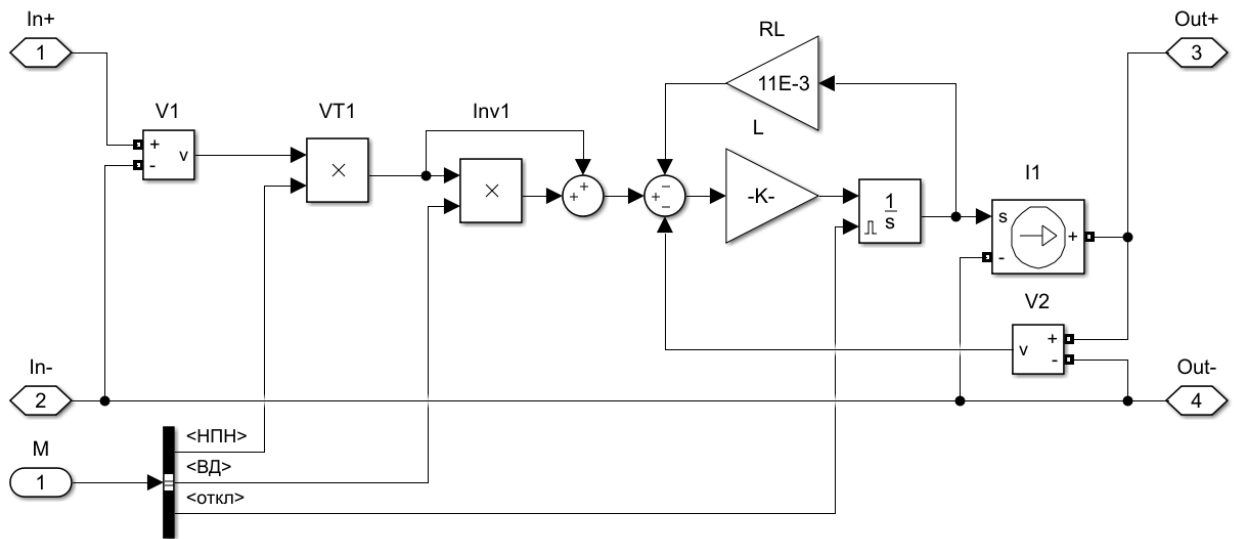 In+
1
Out+
3
RL
11E-3
V1
+
-
v
VT1
×
Inv1
×
+
+
L
−
+
−
-K-
1
s
I1
s
+
-
V2
v
+
-
In-
2
Out-
4
M
1
<НПН>
<ВД>
<откл>